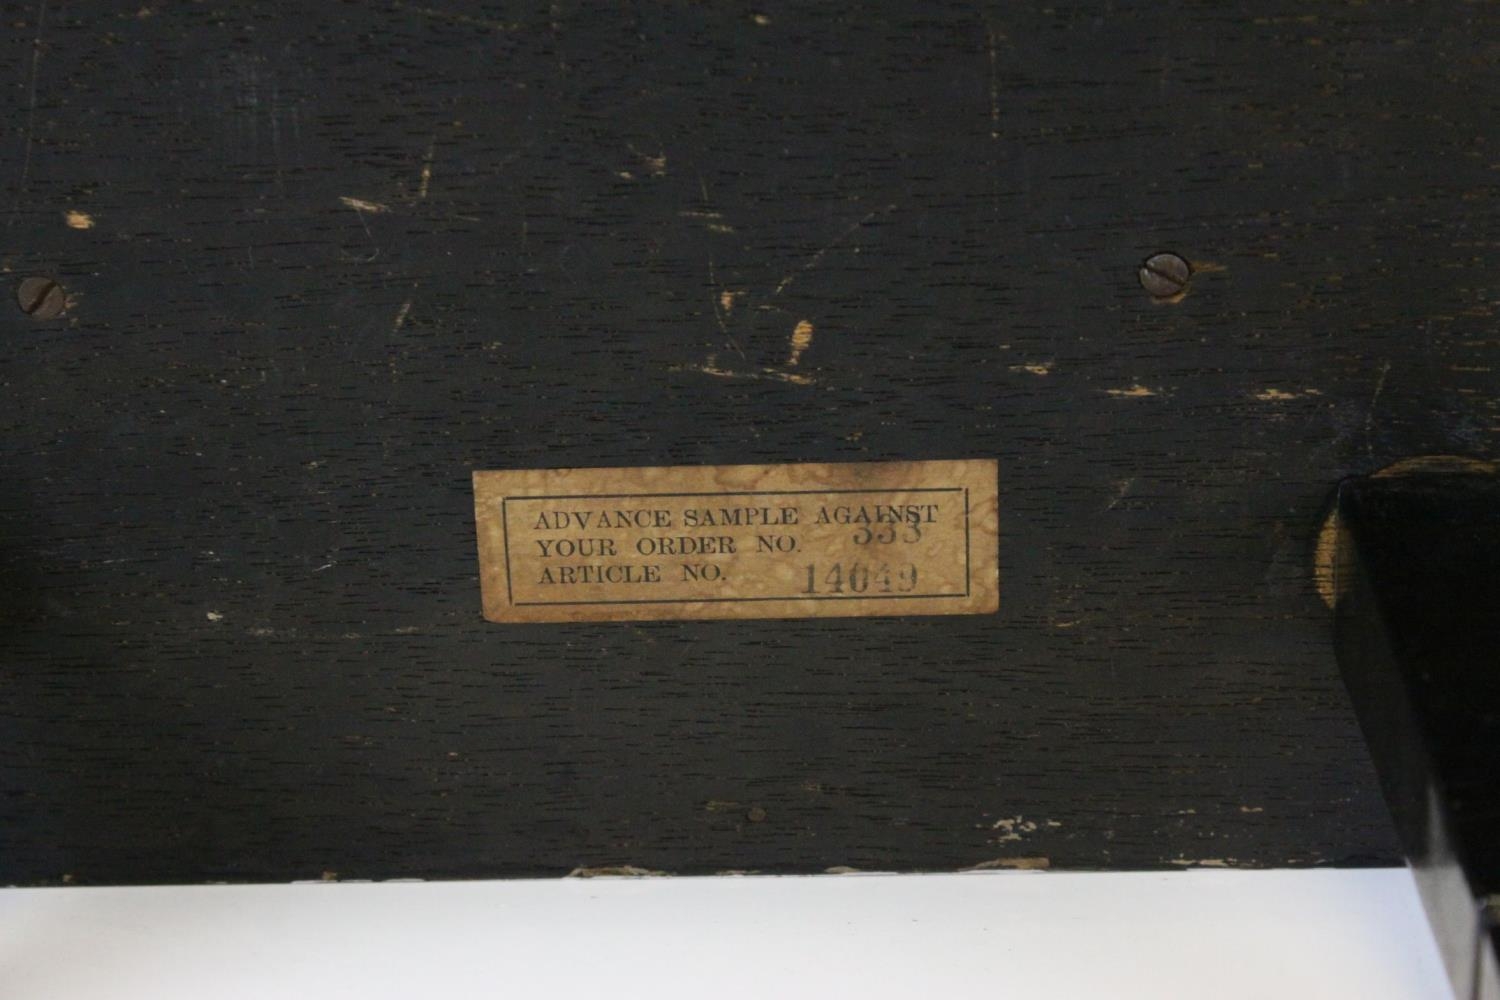 ADVANCE SAMPLE AGAINST
YOUR ORDER NO. 333
ARTICLE NO. 14049